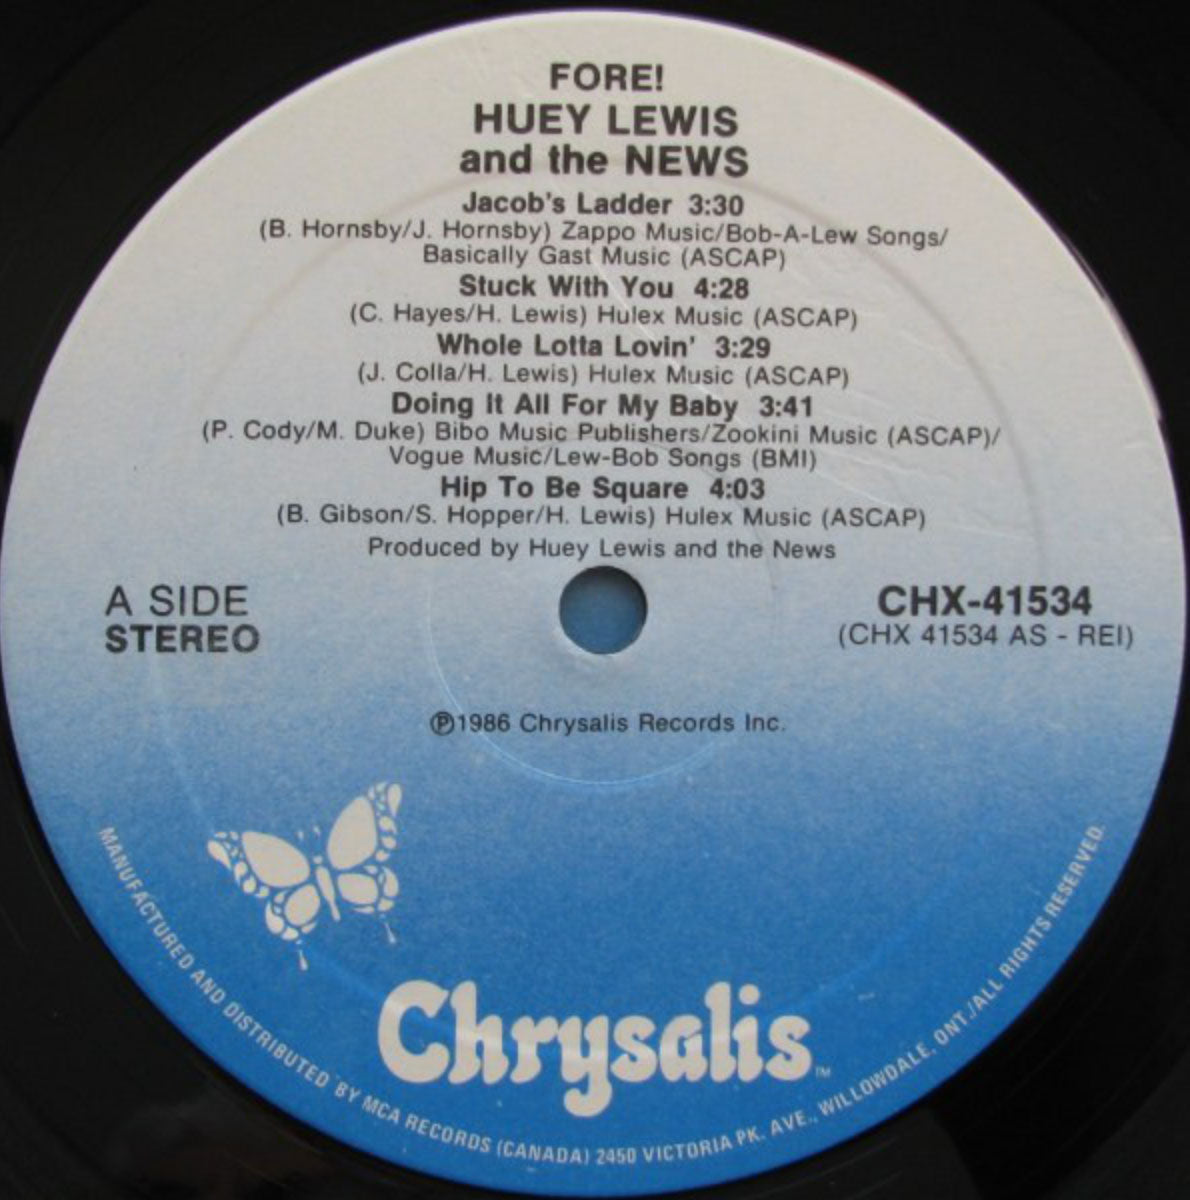 FORE!
HUEY LEWIS
and the NEWS
Jacob's Ladder 3:30
(B. Hornsby/J. Hornsby) Zappo Music/Bob-A-Lew Songs/
Basically Gast Music (ASCAP)
Stuck With You 4:28
(C. Hayes/H. Lewis) Hulex Music (ASCAP)
Whole Lotta Lovin' 3:29
(J. Colla/H. Lewis) Hulex Music (ASCAP)
Doing It All For My Baby 3:41
(P. Cody/M. Duke) Bibo Music Publishers/Zookini Music (ASCAP)/
Vogue Music/Lew-Bob Songs (BMI)
Hip To Be Square 4:03
(B. Gibson/S. Hopper/H. Lewis) Hulex Music (ASCAP)
Produced by Huey Lewis and the News
A SIDE
STEREO
CHX-41534
(CHX 41534 AS - REI)
℗1986 Chrysalis Records Inc.
Chrysalis™
MANUFACTURED AND DISTRIBUTED BY MCA RECORDS (CANADA) 2450 VICTORIA PK. AVE., WILLOWDALE, ONT./ALL RIGHTS RESERVED.